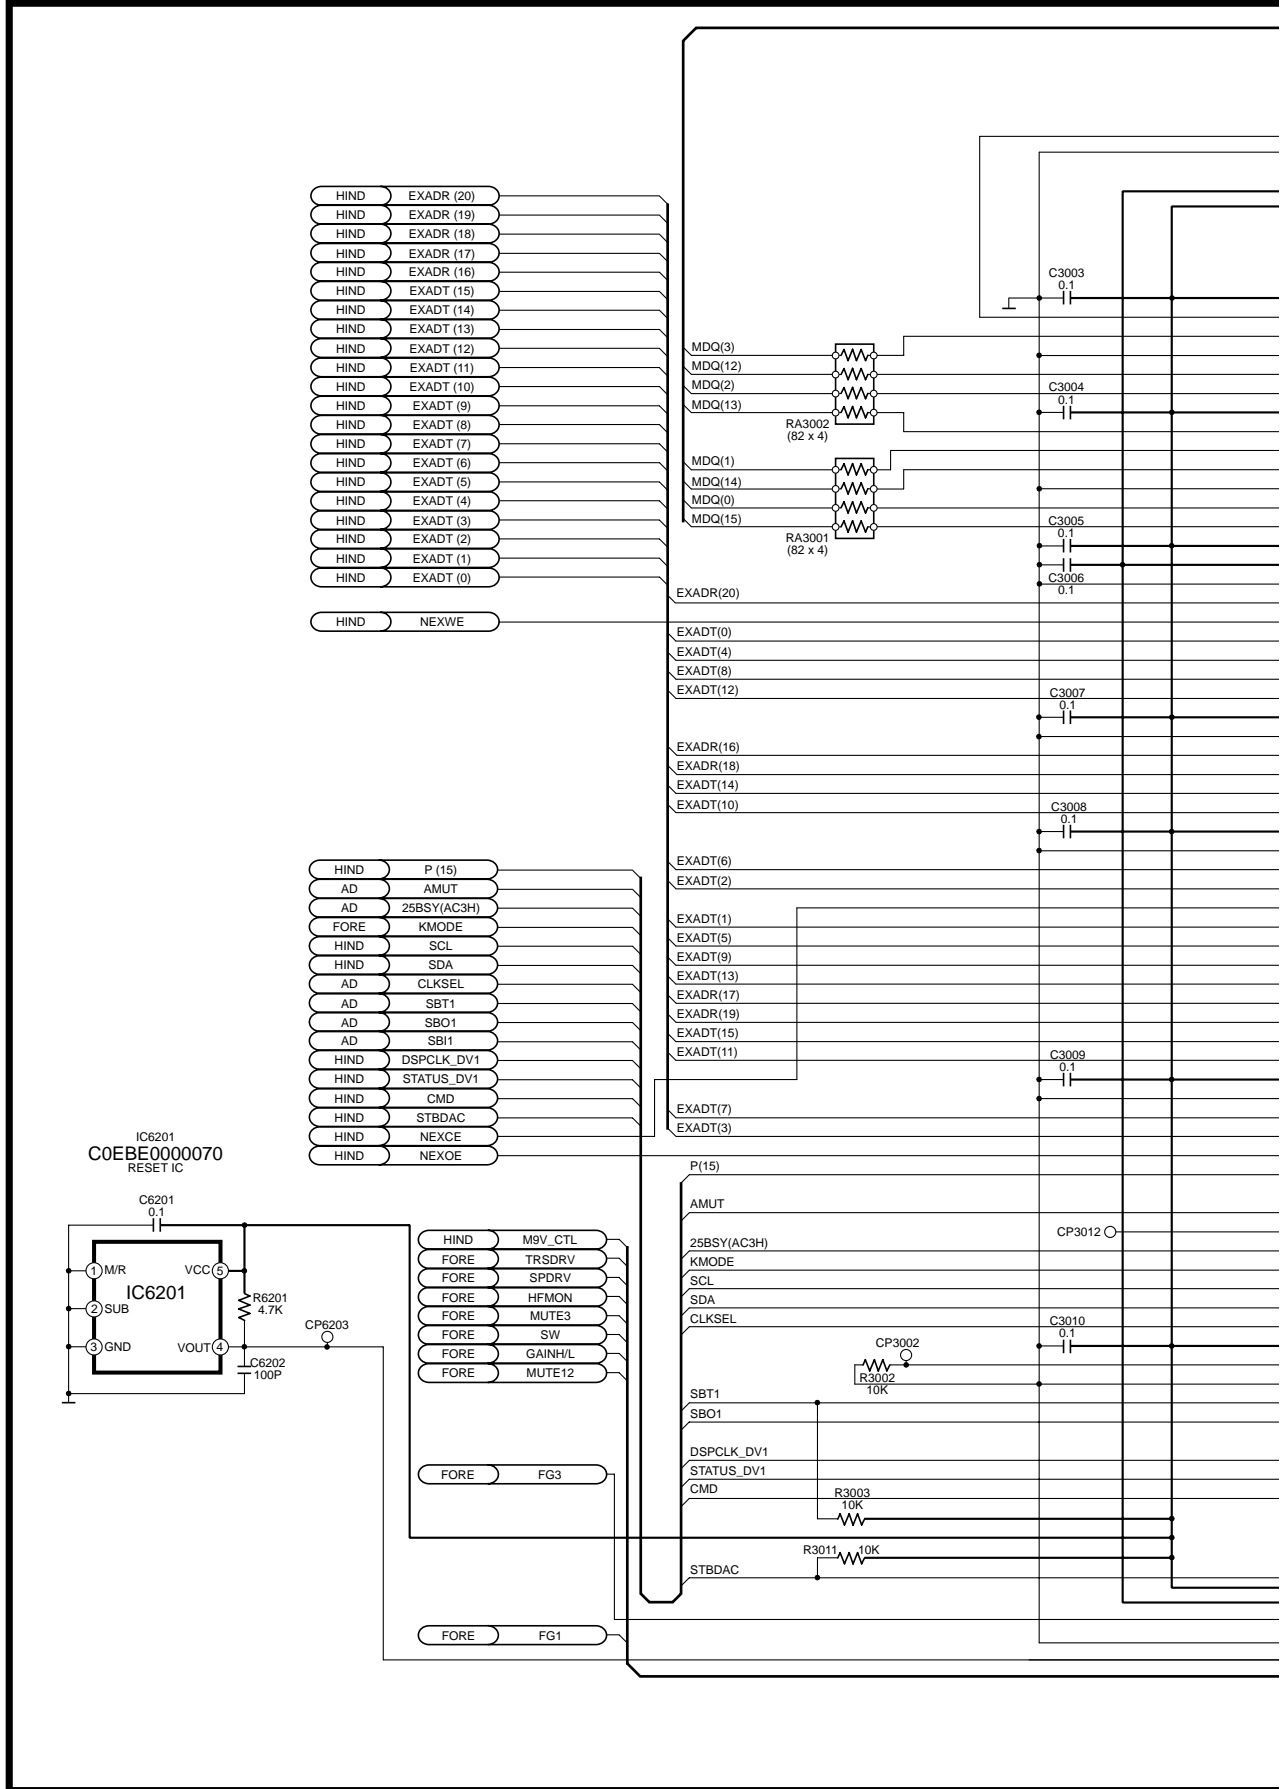 HIND EXADR (20)
HIND EXADR (19)
HIND EXADR (18)
HIND EXADR (17)
HIND EXADR (16)
HIND EXADT (15)
HIND EXADT (14)
HIND EXADT (13)
HIND EXADT (12)
HIND EXADT (11)
HIND EXADT (10)
HIND EXADT (9)
HIND EXADT (8)
HIND EXADT (7)
HIND EXADT (6)
HIND EXADT (5)
HIND EXADT (4)
HIND EXADT (3)
HIND EXADT (2)
HIND EXADT (1)
HIND EXADT (0)
HIND NEXWE
C3003
0.1
MDQ(3)
MDQ(12)
MDQ(2)
MDQ(13)
RA3002
(82 x 4)
C3004
0.1
MDQ(1)
MDQ(14)
MDQ(0)
MDQ(15)
RA3001
(82 x 4)
C3005
0.1
C3006
0.1
EXADR(20)
EXADT(0)
EXADT(4)
EXADT(8)
EXADT(12)
C3007
0.1
EXADR(16)
EXADR(18)
EXADT(14)
EXADT(10)
C3008
0.1
EXADT(6)
EXADT(2)
EXADT(1)
EXADT(5)
EXADT(9)
EXADT(13)
EXADR(17)
EXADR(19)
EXADT(15)
EXADT(11)
C3009
0.1
EXADT(7)
EXADT(3)
HIND P (15)
AD AMUT
AD 25BSY(AC3H)
FORE KMODE
HIND SCL
HIND SDA
AD CLKSEL
AD SBT1
AD SBO1
AD SBI1
HIND DSPCLK_DV1
HIND STATUS_DV1
HIND CMD
HIND STBDAC
HIND NEXCE
HIND NEXOE
IC6201
C0EBE0000070
RESET IC
C6201
0.1
1 M/R
VCC 5
IC6201
2 SUB
3 GND
VOUT 4
R6201
4.7K
CP6203
C6202
100P
HIND M9V_CTL
FORE TRSDRV
FORE SPDRV
FORE HFMON
FORE MUTE3
FORE SW
FORE GAINH/L
FORE MUTE12
FORE FG3
FORE FG1
P(15)
AMUT
CP3012
25BSY(AC3H)
KMODE
SCL
SDA
CLKSEL
C3010
0.1
CP3002
R3002
10K
SBT1
SBO1
DSPCLK_DV1
STATUS_DV1
CMD
R3003
10K
R3011 10K
STBDAC